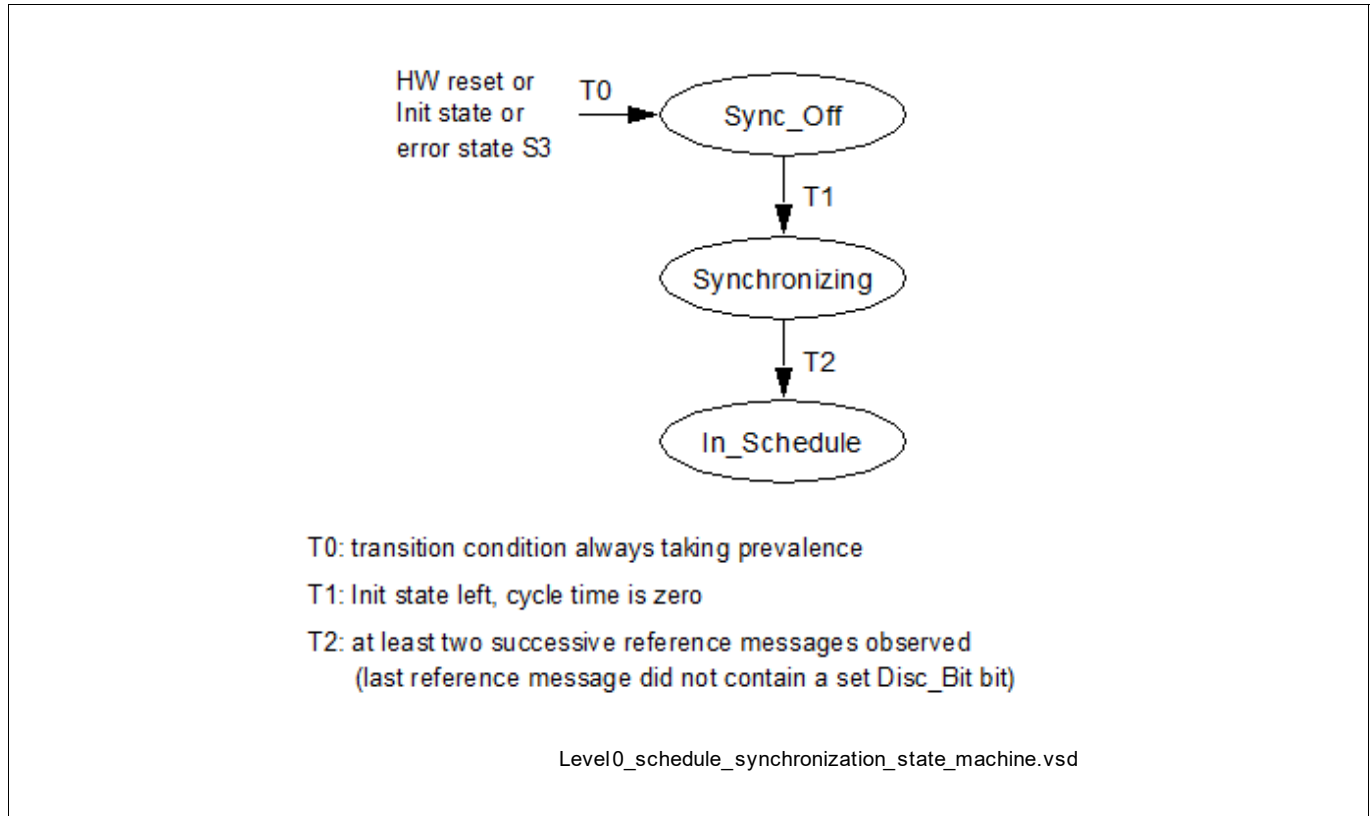 HW reset or
Init state or
error state S3
T0
Sync_Off
T1
Synchronizing
T2
In_Schedule
T0: transition condition always taking prevalence
T1: Init state left, cycle time is zero
T2: at least two successive reference messages observed
(last reference message did not contain a set Disc_Bit bit)
Level0_schedule_synchronization_state_machine.vsd